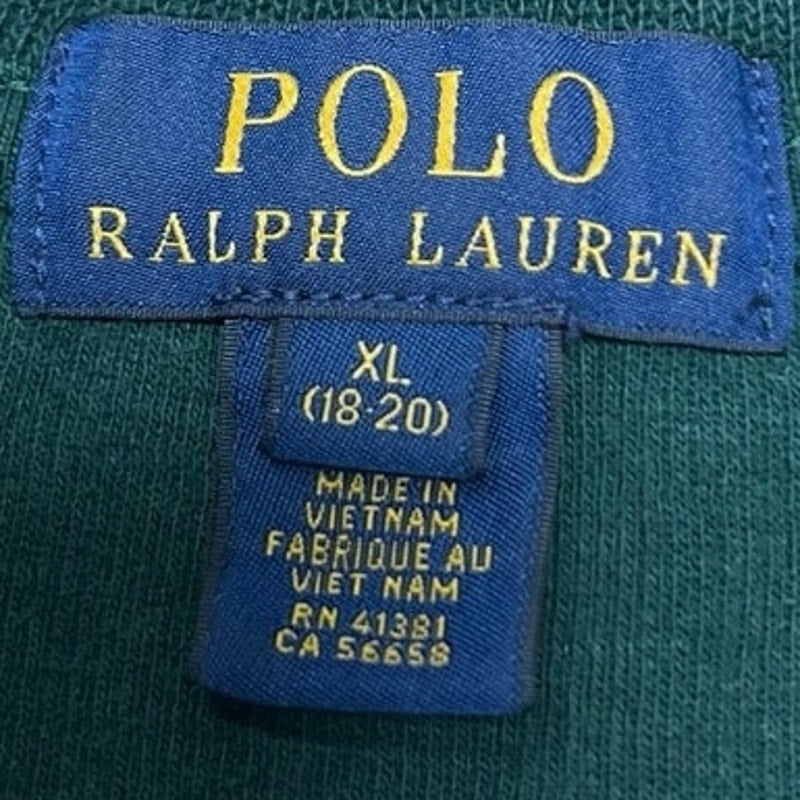 POLO
RALPH LAUREN
XL
(18-20)
MADE IN
VIETNAM
FABRIQUE AU
VIET NAM
RN 41381
CA 56658